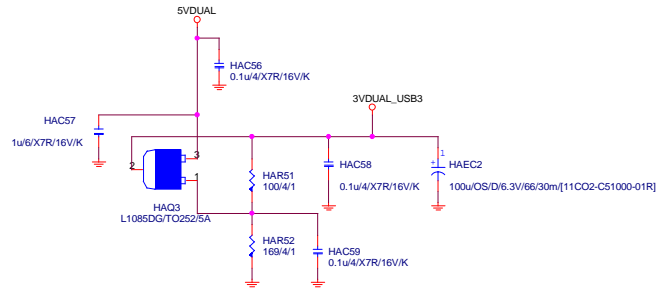 5VDUAL
HAC56
0.1u/4/X7R/16V/K
3VDUAL_USB3
HAC57
1u/6/X7R/16V/K
2
3
1
HAQ3
L1085DG/TO252/5A
HAR51
100/4/1
HAC58
0.1u/4/X7R/16V/K
1
+
HAEC2
100u/OS/D/6.3V/66/30m/[11CO2-C51000-01R]
HAR52
169/4/1
HAC59
0.1u/4/X7R/16V/K